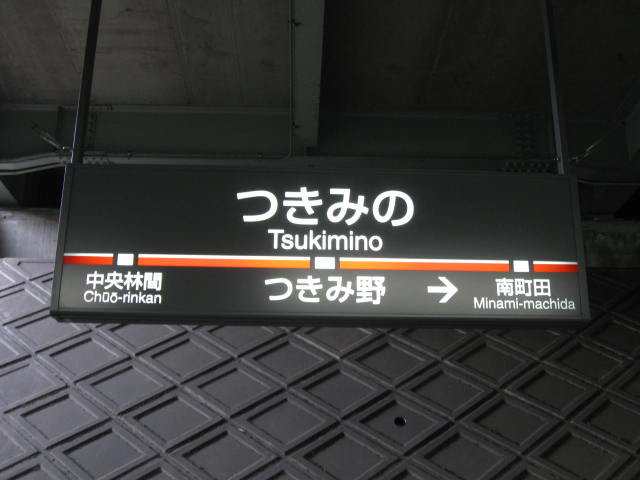 つきみの
Tsukimino
中央林間
Chūō-rinkan
つきみ野
→
南町田
Minami-machida